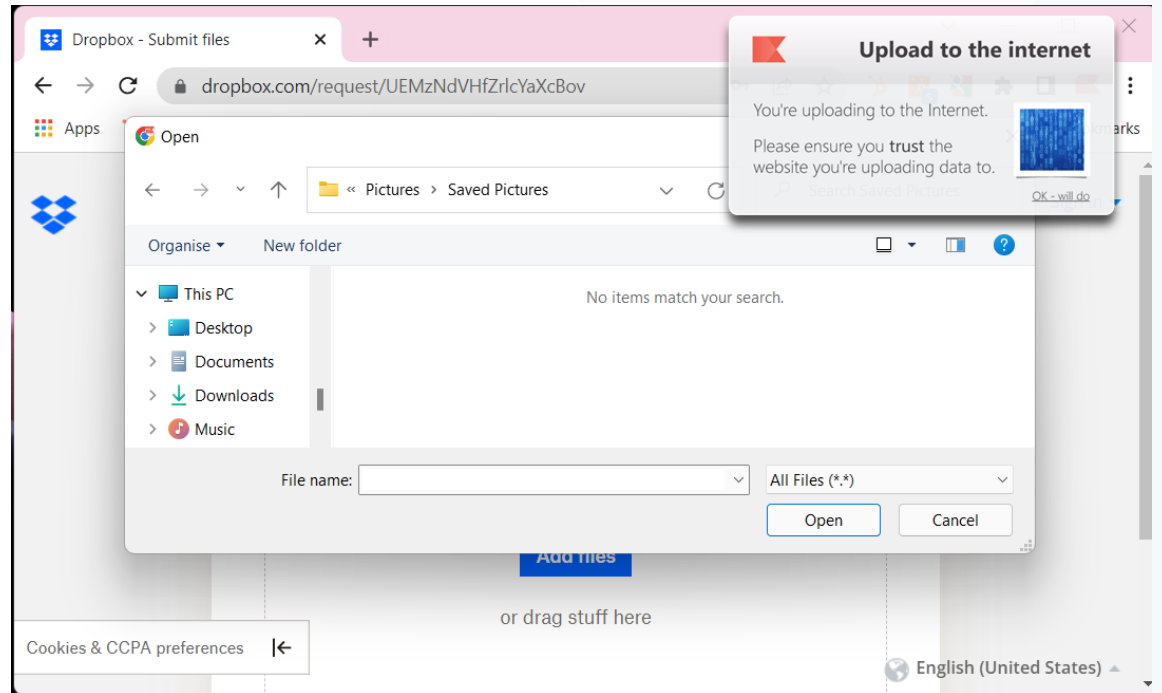 Dropbox - Submit files
Upload to the internet
dropbox.com/request/UEMzNdVHfZrlcYaXcBov
You're uploading to the Internet.
Please ensure you trust the
website you're uploading data to.
OK - will do
Apps
Open
« Pictures > Saved Pictures
Search Saved Pictures
Organise
New folder
This PC
Desktop
Documents
Downloads
Music
No items match your search.
File name:
All Files (*.*)
Open
Cancel
Add files
or drag stuff here
Cookies & CCPA preferences
English (United States)